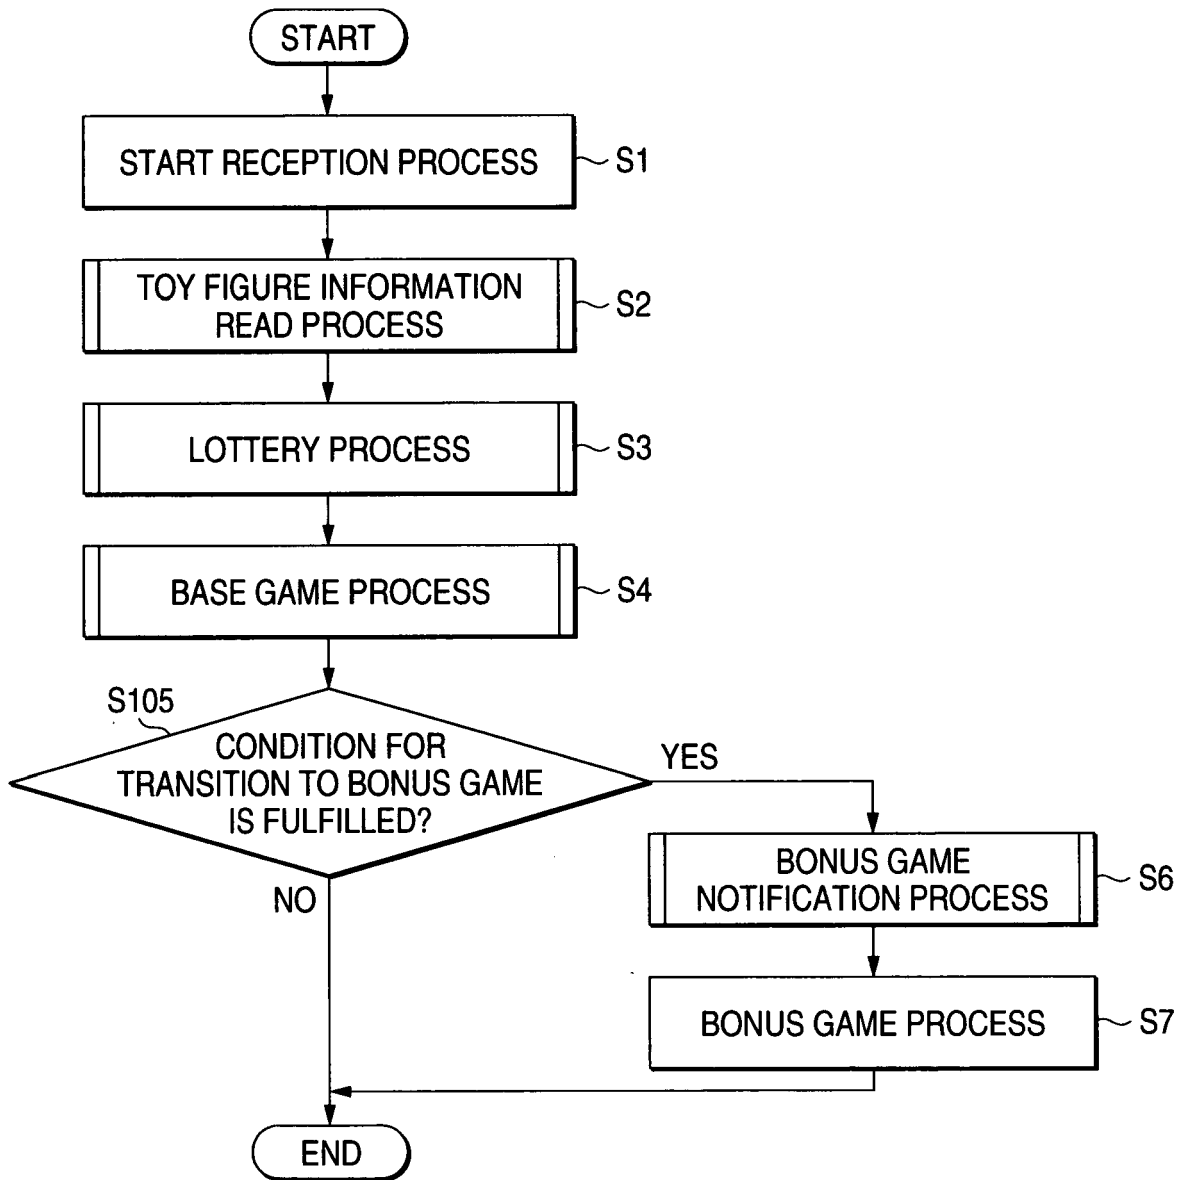 START
START RECEPTION PROCESS
S1
TOY FIGURE INFORMATION
READ PROCESS
S2
LOTTERY PROCESS
S3
BASE GAME PROCESS
S4
S105
CONDITION FOR
TRANSITION TO BONUS GAME
IS FULFILLED?
YES
NO
BONUS GAME
NOTIFICATION PROCESS
S6
BONUS GAME PROCESS
S7
END